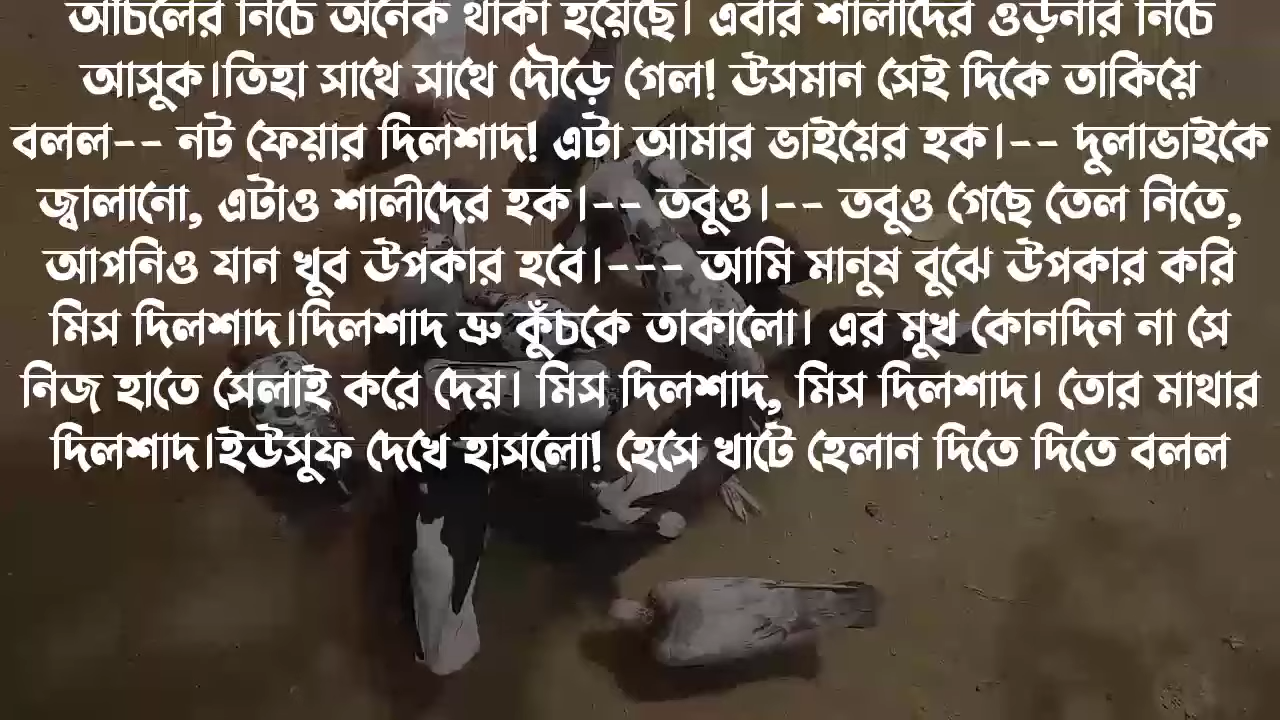 আঁচলের নিচে অনেক থাকা হয়েছে। এবার শালীদের ওড়নার নিচে
আসুক।তিহা সাথে সাথে দৌড়ে গেল! উসমান সেই দিকে তাকিয়ে
বলল-- নট ফেয়ার দিলশাদ! এটা আমার ভাইয়ের হক।-- দুলাভাইকে
জ্বালানো, এটাও শালীদের হক।-- তবুও।-- তবুও গেছে তেল নিতে,
আপনিও যান খুব উপকার হবে।--- আমি মানুষ বুঝে উপকার করি
মিস দিলশাদ।দিলশাদ ভ্রু কুঁচকে তাকালো। এর মুখ কোনদিন না সে
নিজ হাতে সেলাই করে দেয়। মিস দিলশাদ, মিস দিলশাদ। তোর মাথার
দিলশাদ।ইউসুফ দেখে হাসলো! হেসে খাটে হেলান দিতে দিতে বলল